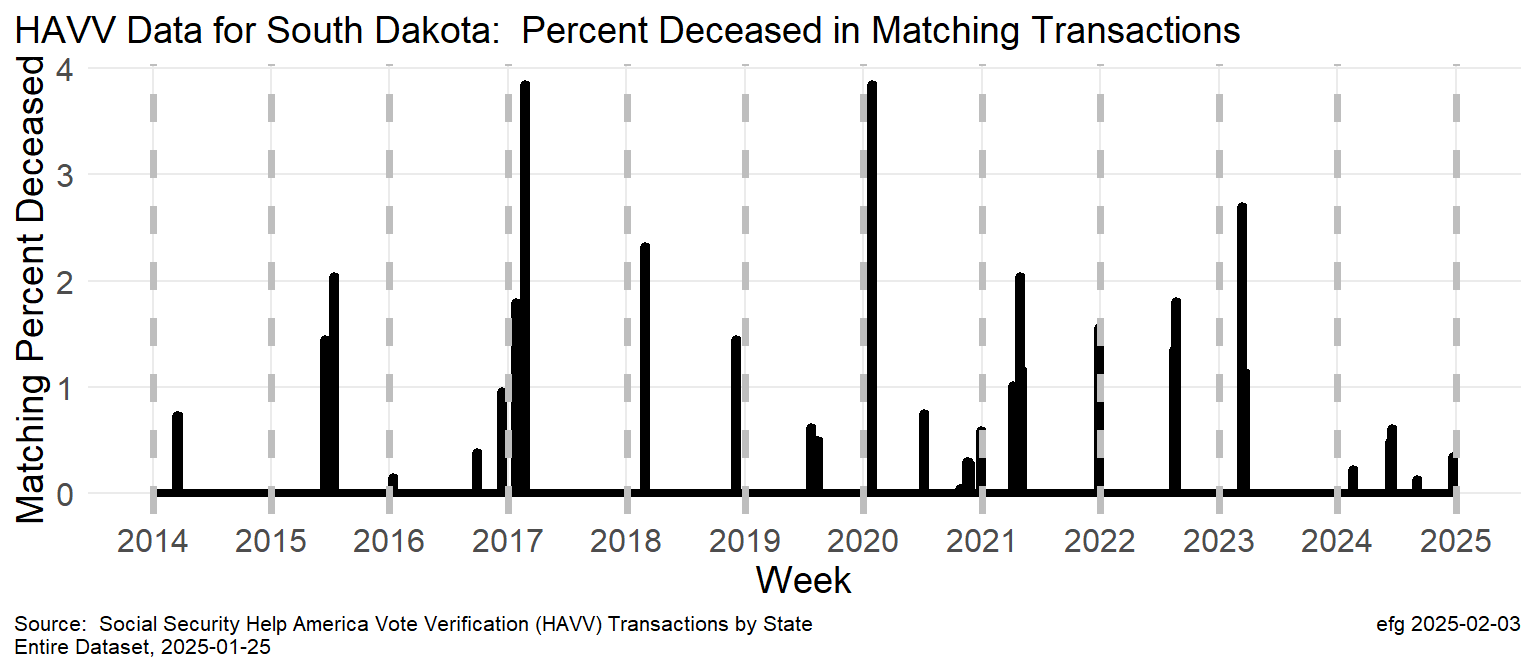 HAVV Data for South Dakota:  Percent Deceased in Matching Transactions
Matching Percent Deceased
4
3
2
1
0
2014 2015 2016 2017 2018 2019 2020 2021 2022 2023 2024 2025
Week
Source:  Social Security Help America Vote Verification (HAVV) Transactions by State
Entire Dataset, 2025-01-25
efg 2025-02-03